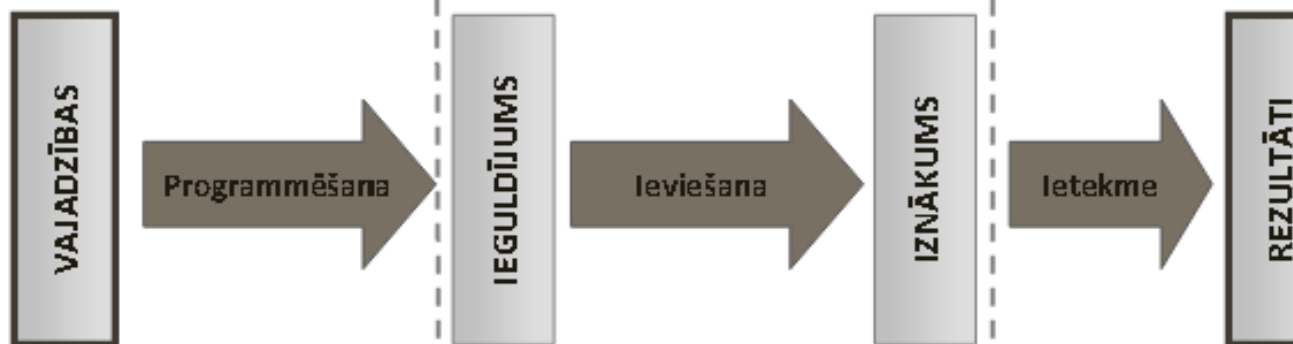 VAJADZĪBAS
Programmēšana
IEGULDĪJUMS
Ieviešana
IZNĀKUMS
Ietekme
REZULTĀTI